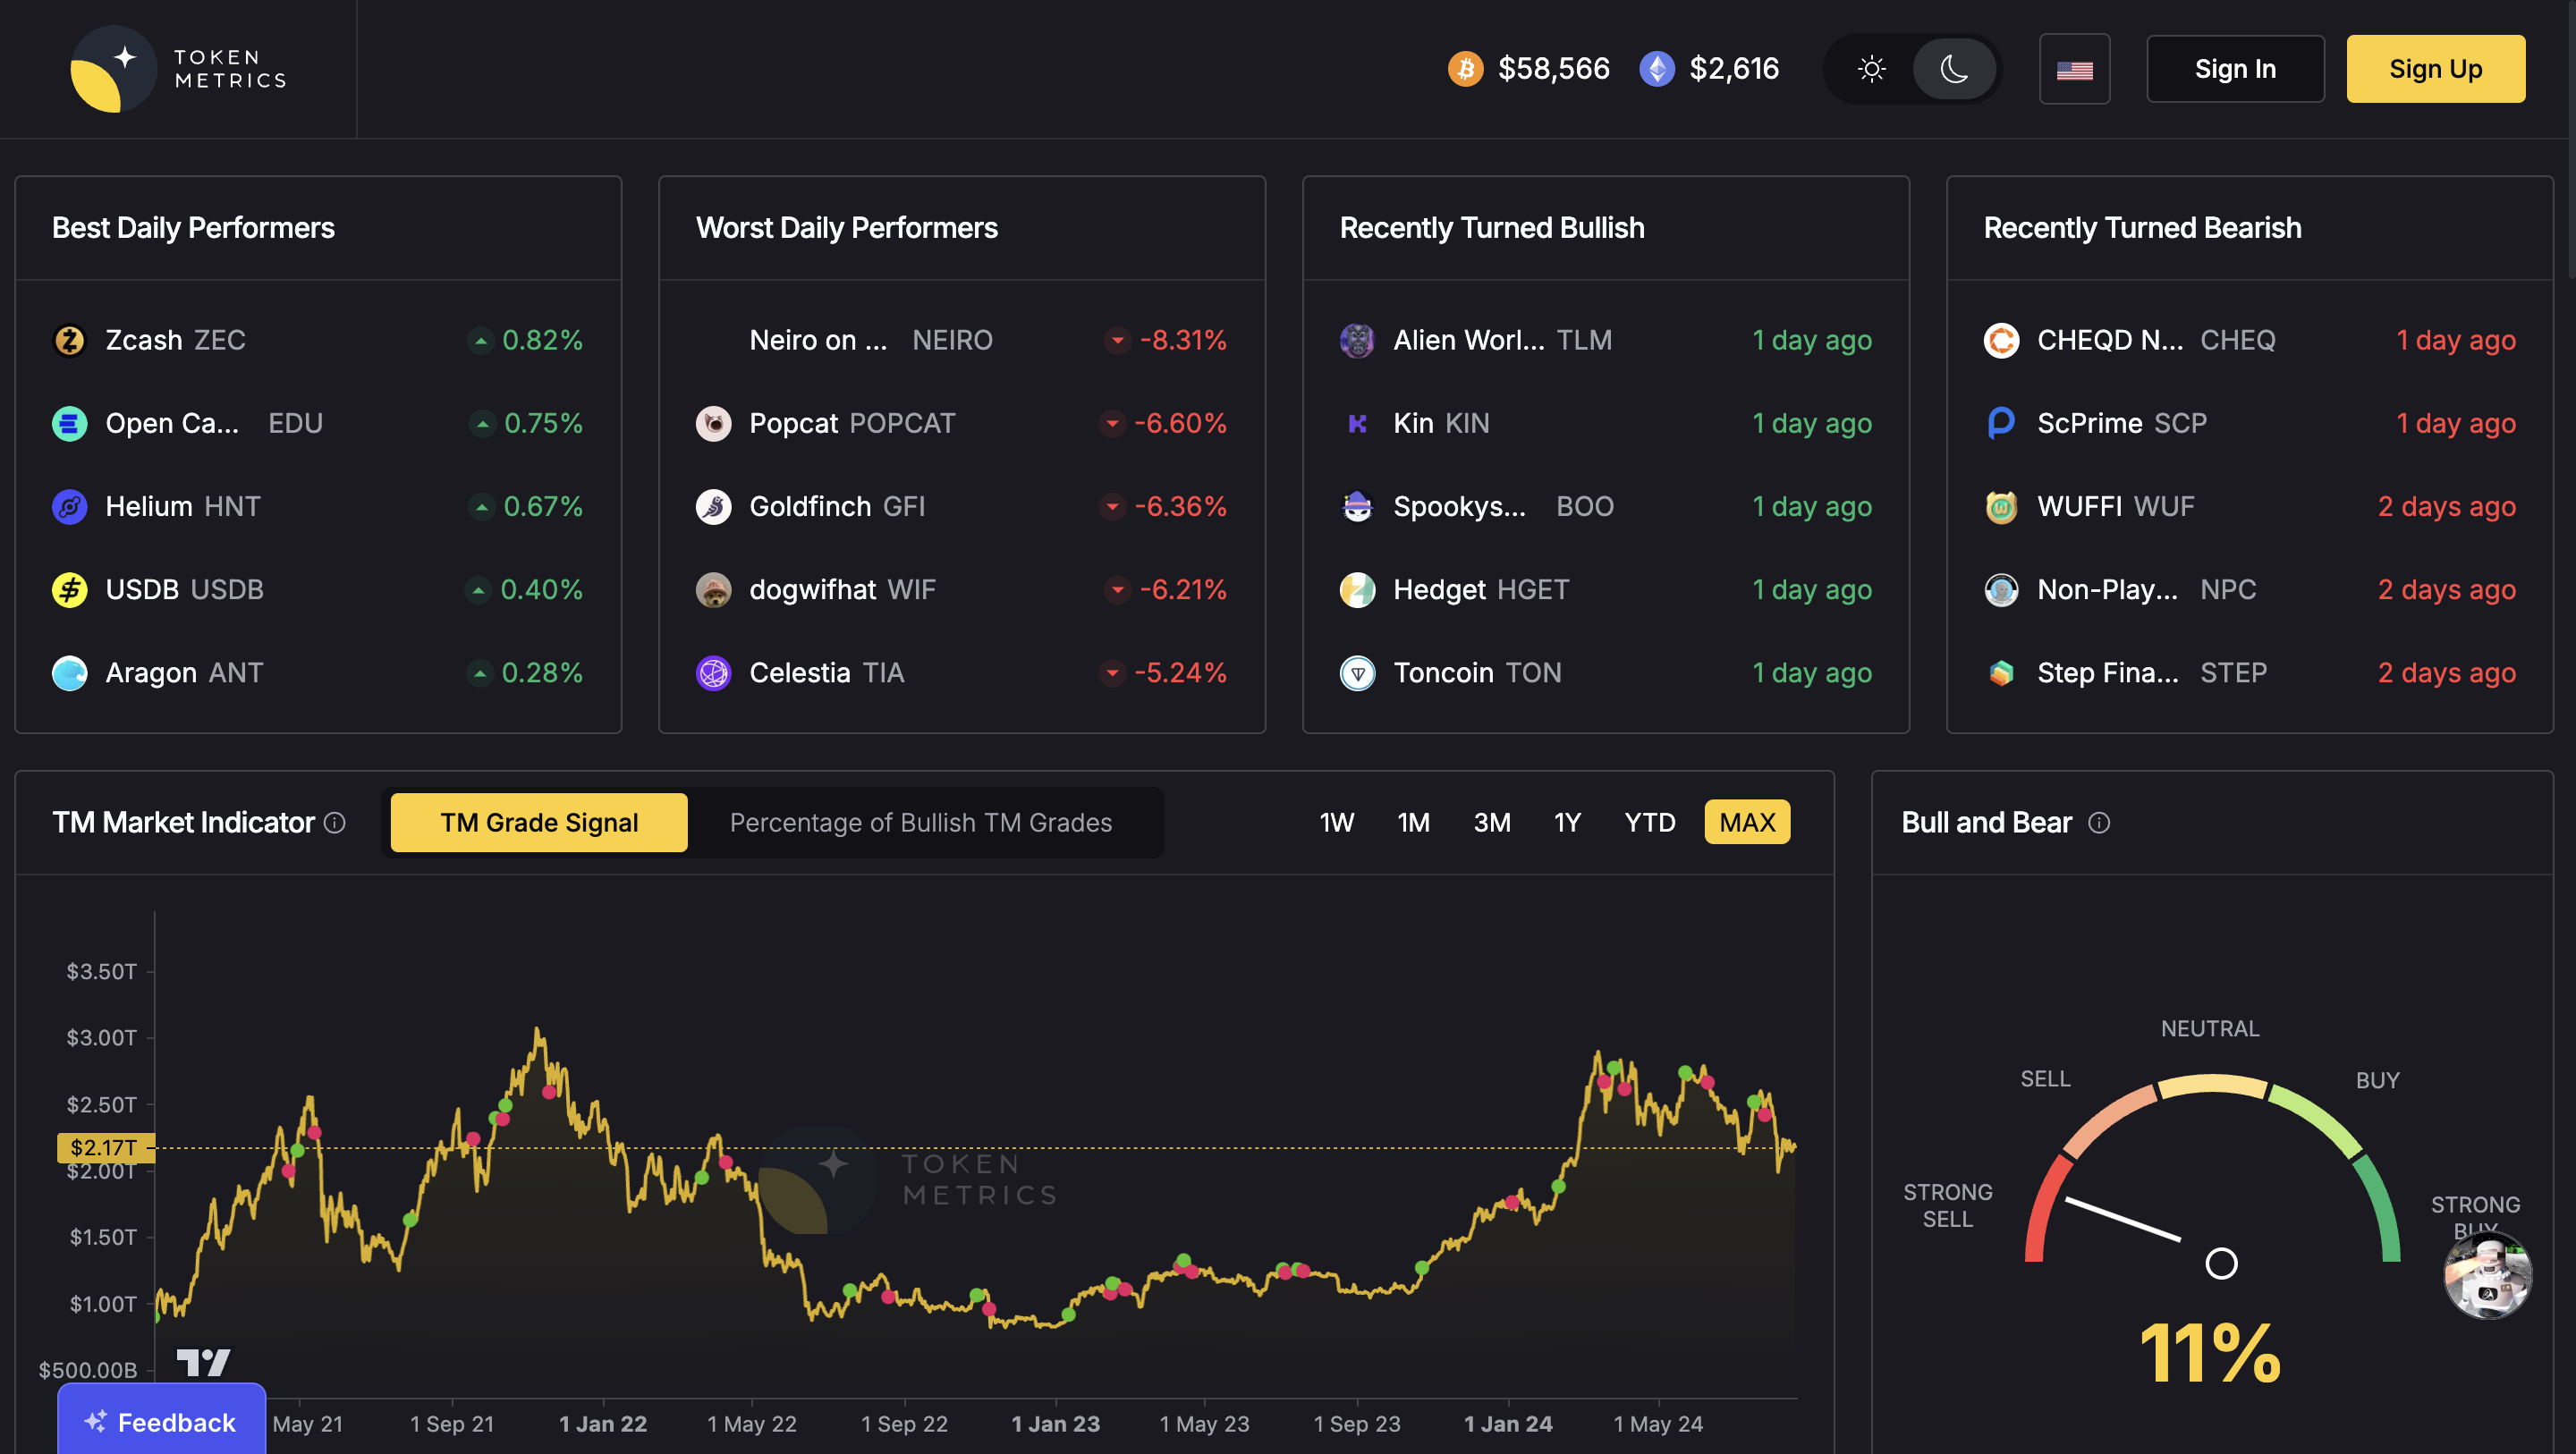 TOKEN
METRICS
$58,566
$2,616
Sign In
Sign Up
Best Daily Performers
Zcash ZEC 0.82%
Open Ca... EDU 0.75%
Helium HNT 0.67%
USDB USDB 0.40%
Aragon ANT 0.28%
Worst Daily Performers
Neiro on ... NEIRO -8.31%
Popcat POPCAT -6.60%
Goldfinch GFI -6.36%
dogwifhat WIF -6.21%
Celestia TIA -5.24%
Recently Turned Bullish
Alien Worl... TLM 1 day ago
Kin KIN 1 day ago
Spookys... BOO 1 day ago
Hedget HGET 1 day ago
Toncoin TON 1 day ago
Recently Turned Bearish
CHEQD N... CHEQ 1 day ago
ScPrime SCP 1 day ago
WUFFI WUF 2 days ago
Non-Play... NPC 2 days ago
Step Fina... STEP 2 days ago
TM Market Indicator
TM Grade Signal
Percentage of Bullish TM Grades
1W 1M 3M 1Y YTD MAX
$3.50T
$3.00T
$2.50T
$2.17T
$2.00T
$1.50T
$1.00T
$500.00B
TOKEN
METRICS
May 21 1 Sep 21 1 Jan 22 1 May 22 1 Sep 22 1 Jan 23 1 May 23 1 Sep 23 1 Jan 24 1 May 24
Feedback
Bull and Bear
NEUTRAL
SELL
BUY
STRONG
SELL
STRONG
BUY
11%